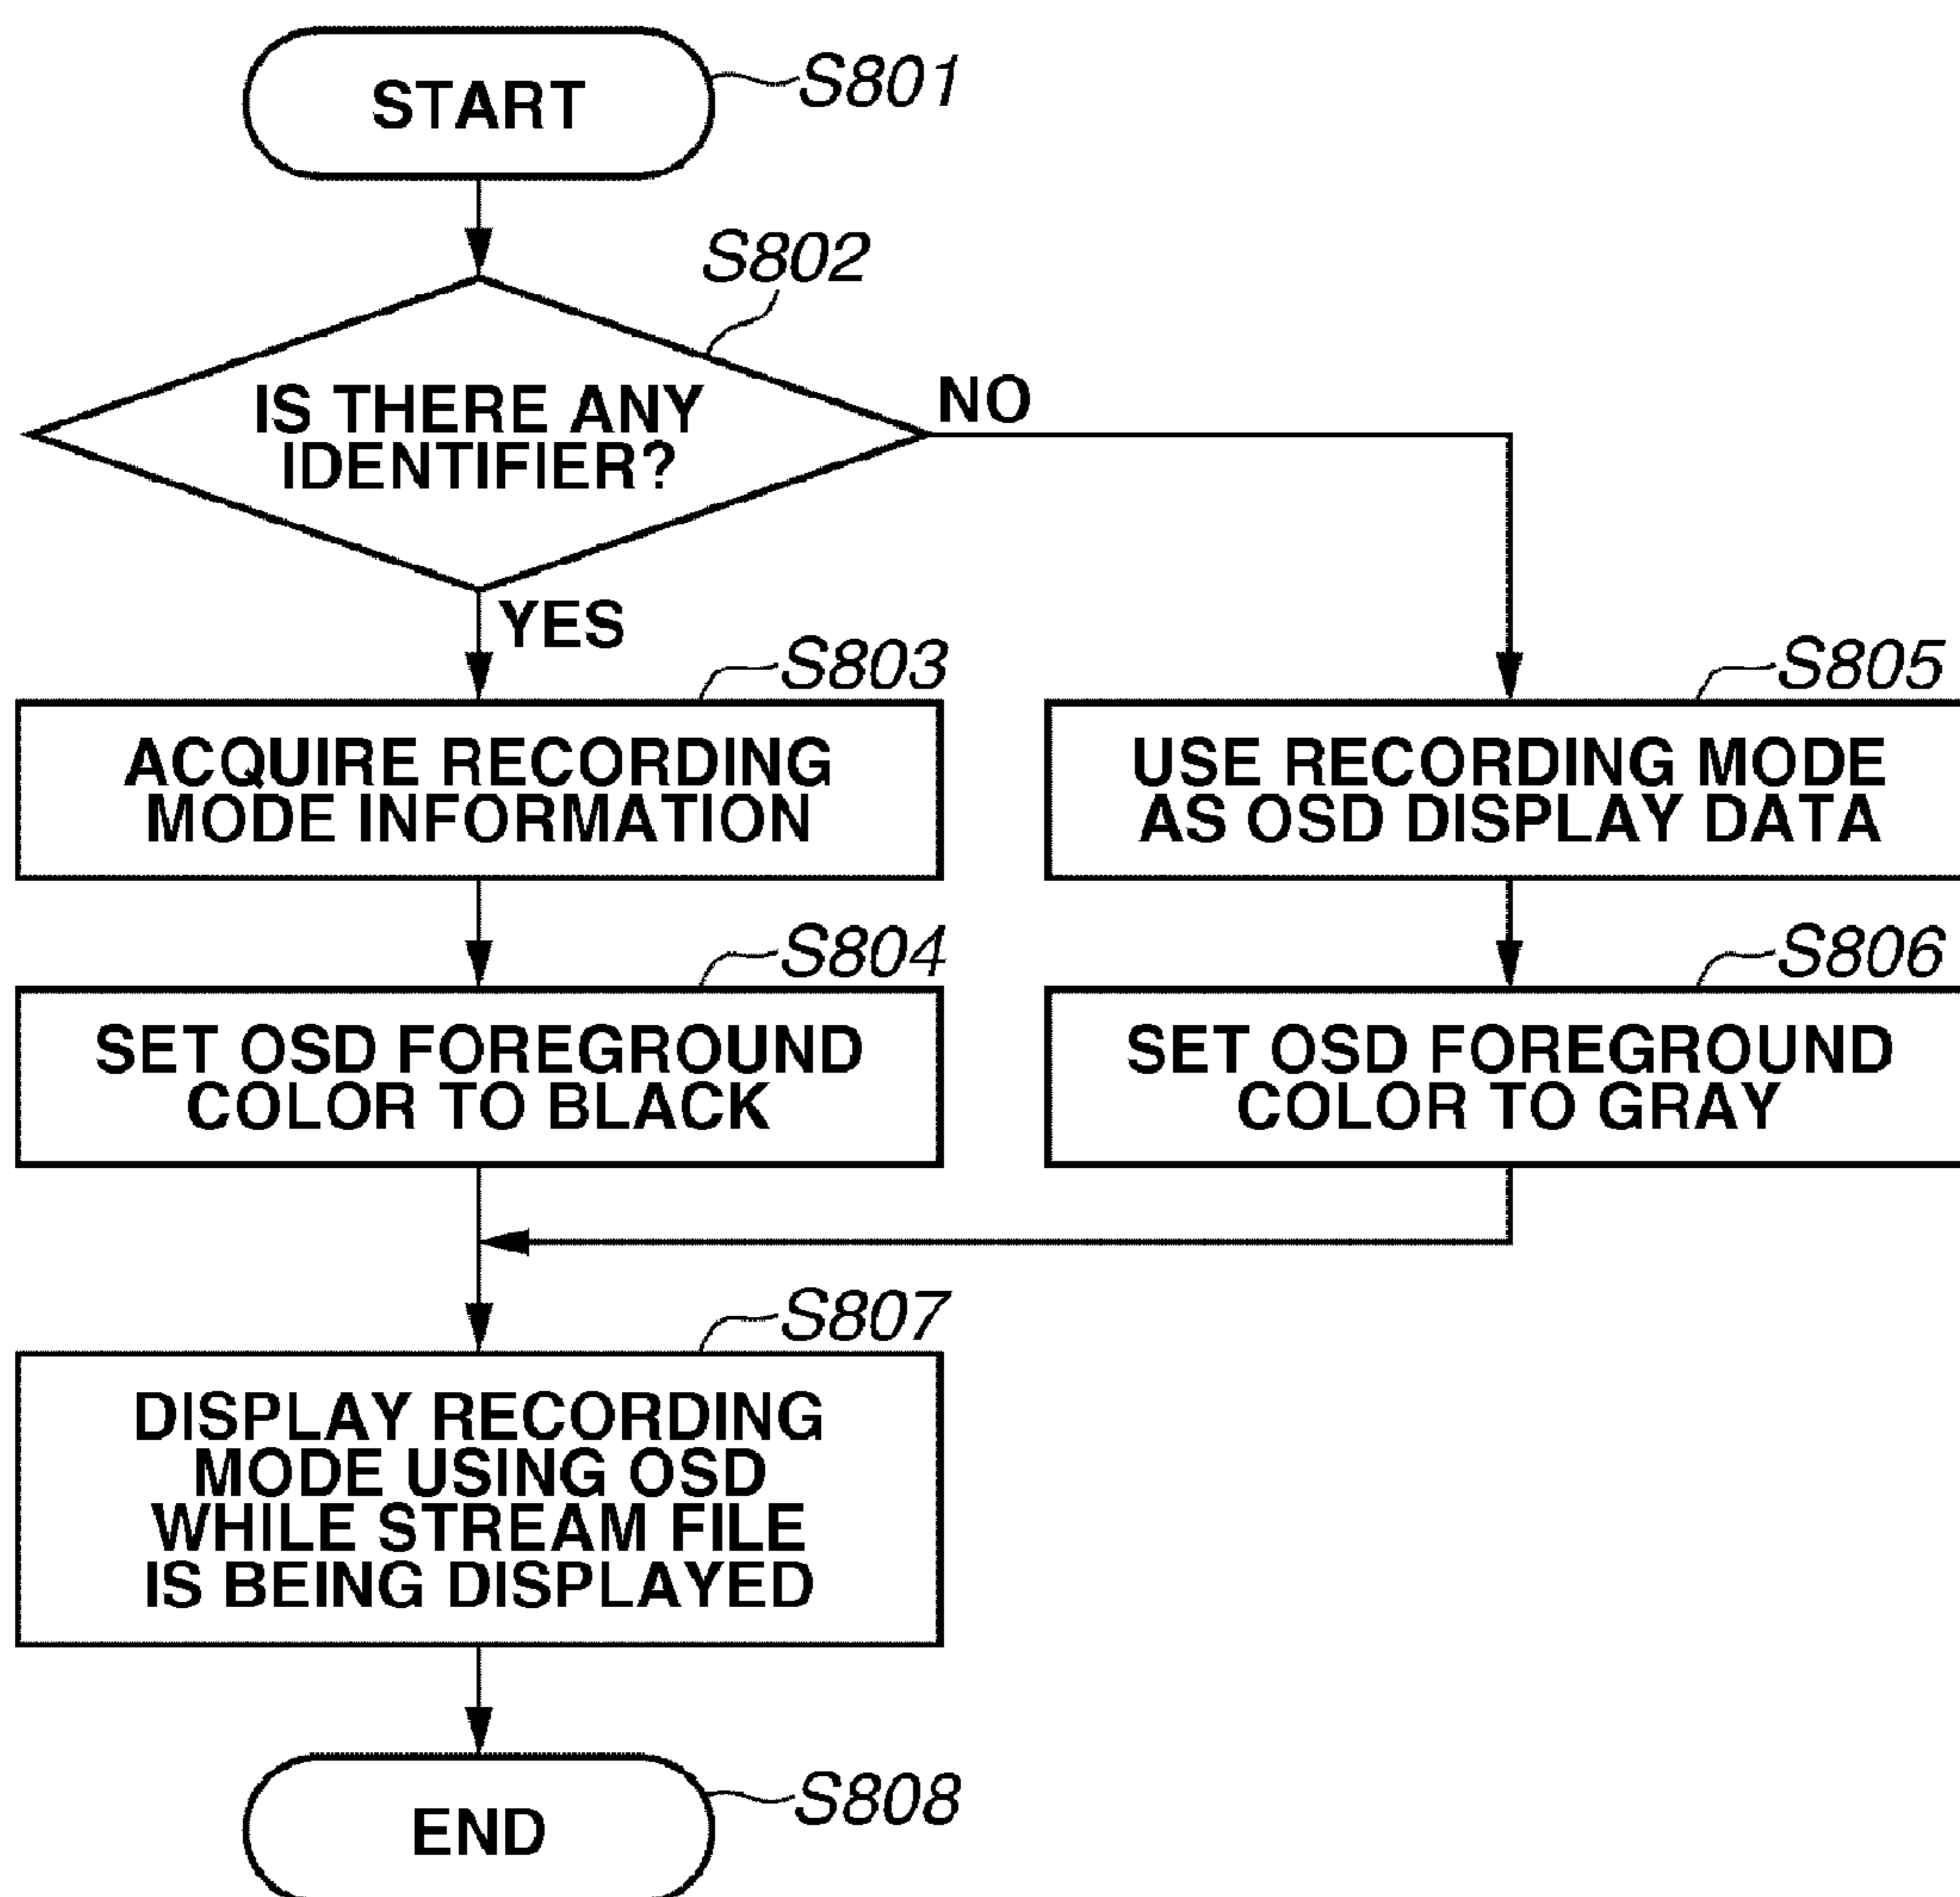 START
S801
S802
IS THERE ANY
IDENTIFIER?
NO
YES
S803
ACQUIRE RECORDING
MODE INFORMATION
S805
USE RECORDING MODE
AS OSD DISPLAY DATA
S804
SET OSD FOREGROUND
COLOR TO BLACK
S806
SET OSD FOREGROUND
COLOR TO GRAY
S807
DISPLAY RECORDING
MODE USING OSD
WHILE STREAM FILE
IS BEING DISPLAYED
END
S808